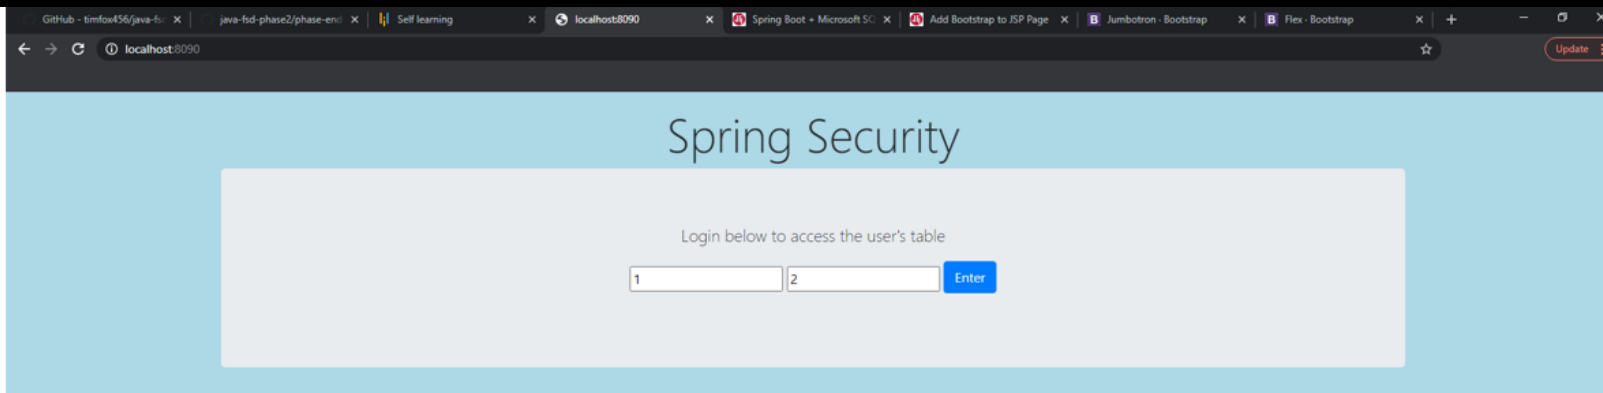 GitHub - timfox456/java-fs
java-fsd-phase2/phase-end
Self learning
localhost:8090
Spring Boot + Microsoft SQ
Add Bootstrap to JSP Page
Jumbotron · Bootstrap
Flex · Bootstrap
localhost:8090
Update
Spring Security
Login below to access the user's table
1 2 Enter